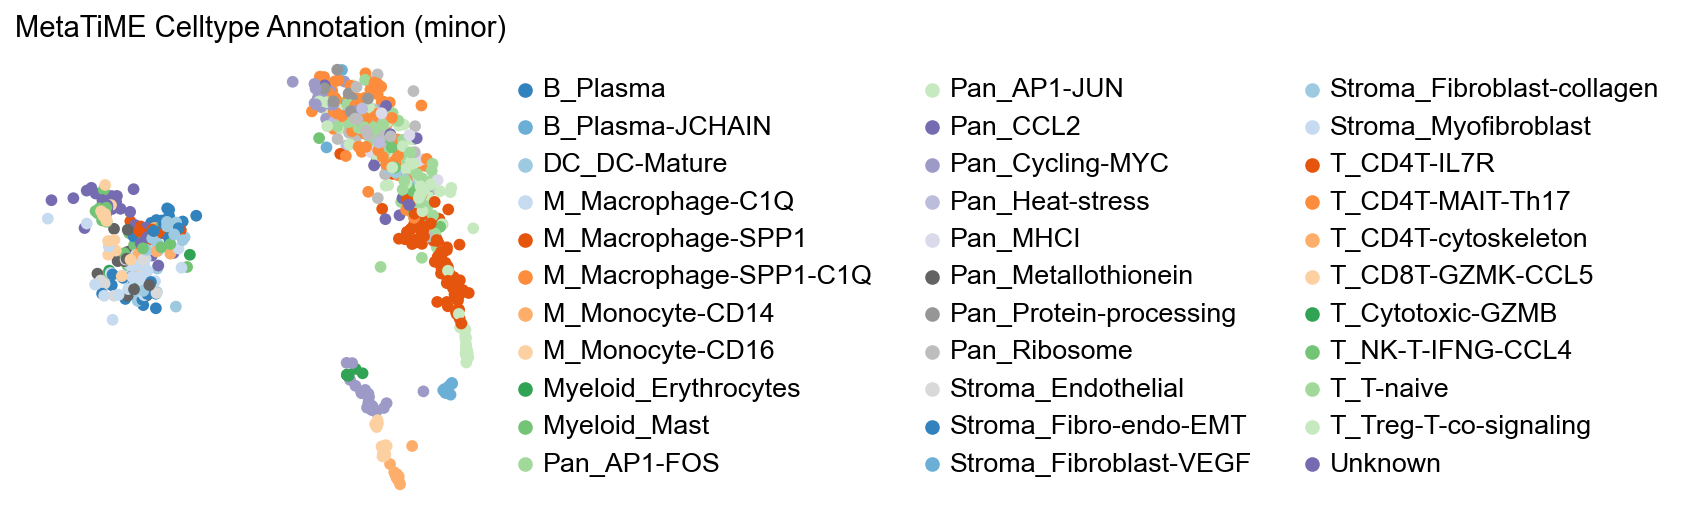 MetaTiME Celltype Annotation (minor)
B_Plasma
B_Plasma-JCHAIN
DC_DC-Mature
M_Macrophage-C1Q
M_Macrophage-SPP1
M_Macrophage-SPP1-C1Q
M_Monocyte-CD14
M_Monocyte-CD16
Myeloid_Erythrocytes
Myeloid_Mast
Pan_AP1-FOS
Pan_AP1-JUN
Pan_CCL2
Pan_Cycling-MYC
Pan_Heat-stress
Pan_MHCI
Pan_Metallothionein
Pan_Protein-processing
Pan_Ribosome
Stroma_Endothelial
Stroma_Fibro-endo-EMT
Stroma_Fibroblast-VEGF
Stroma_Fibroblast-collagen
Stroma_Myofibroblast
T_CD4T-IL7R
T_CD4T-MAIT-Th17
T_CD4T-cytoskeleton
T_CD8T-GZMK-CCL5
T_Cytotoxic-GZMB
T_NK-T-IFNG-CCL4
T_T-naive
T_Treg-T-co-signaling
Unknown